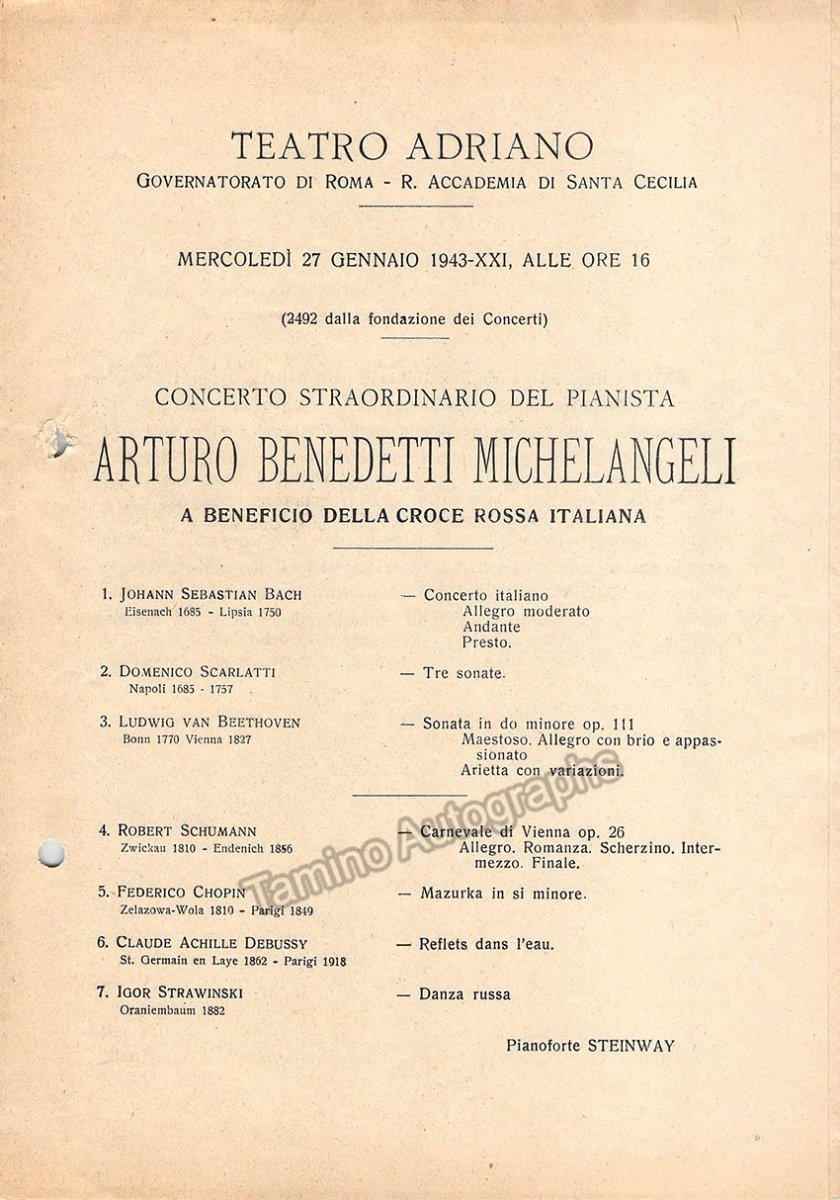 TEATRO ADRIANO
GOVERNATORATO DI ROMA - R. ACCADEMIA DI SANTA CECILIA
MERCOLEDÌ 27 GENNAIO 1943-XXI, ALLE ORE 16
(2492 dalla fondazione dei Concerti)
CONCERTO STRAORDINARIO DEL PIANISTA
ARTURO BENEDETTI MICHELANGELI
A BENEFICIO DELLA CROCE ROSSA ITALIANA
1. JOHANN SEBASTIAN BACH — Concerto italiano
Eisenach 1685 - Lipsia 1750 Allegro moderato
Andante
Presto.
2. DOMENICO SCARLATTI — Tre sonate.
Napoli 1685 - 1757
3. LUDWIG VAN BEETHOVEN — Sonata in do minore op. 111
Bonn 1770 Vienna 1827 Maestoso. Allegro con brio e appas-
sionato
Arietta con variazioni.
4. ROBERT SCHUMANN — Carnevale di Vienna op. 26
Zwickau 1810 - Endenich 1856 Allegro. Romanza. Scherzino. Inter-
mezzo. Finale.
5. FEDERICO CHOPIN — Mazurka in si minore.
Zelazowa-Wola 1810 - Parigi 1849
6. CLAUDE ACHILLE DEBUSSY — Reflets dans l'eau.
St. Germain en Laye 1862 - Parigi 1918
7. IGOR STRAWINSKI — Danza russa
Oraniembaum 1882
Pianoforte STEINWAY
Tamino Autographs